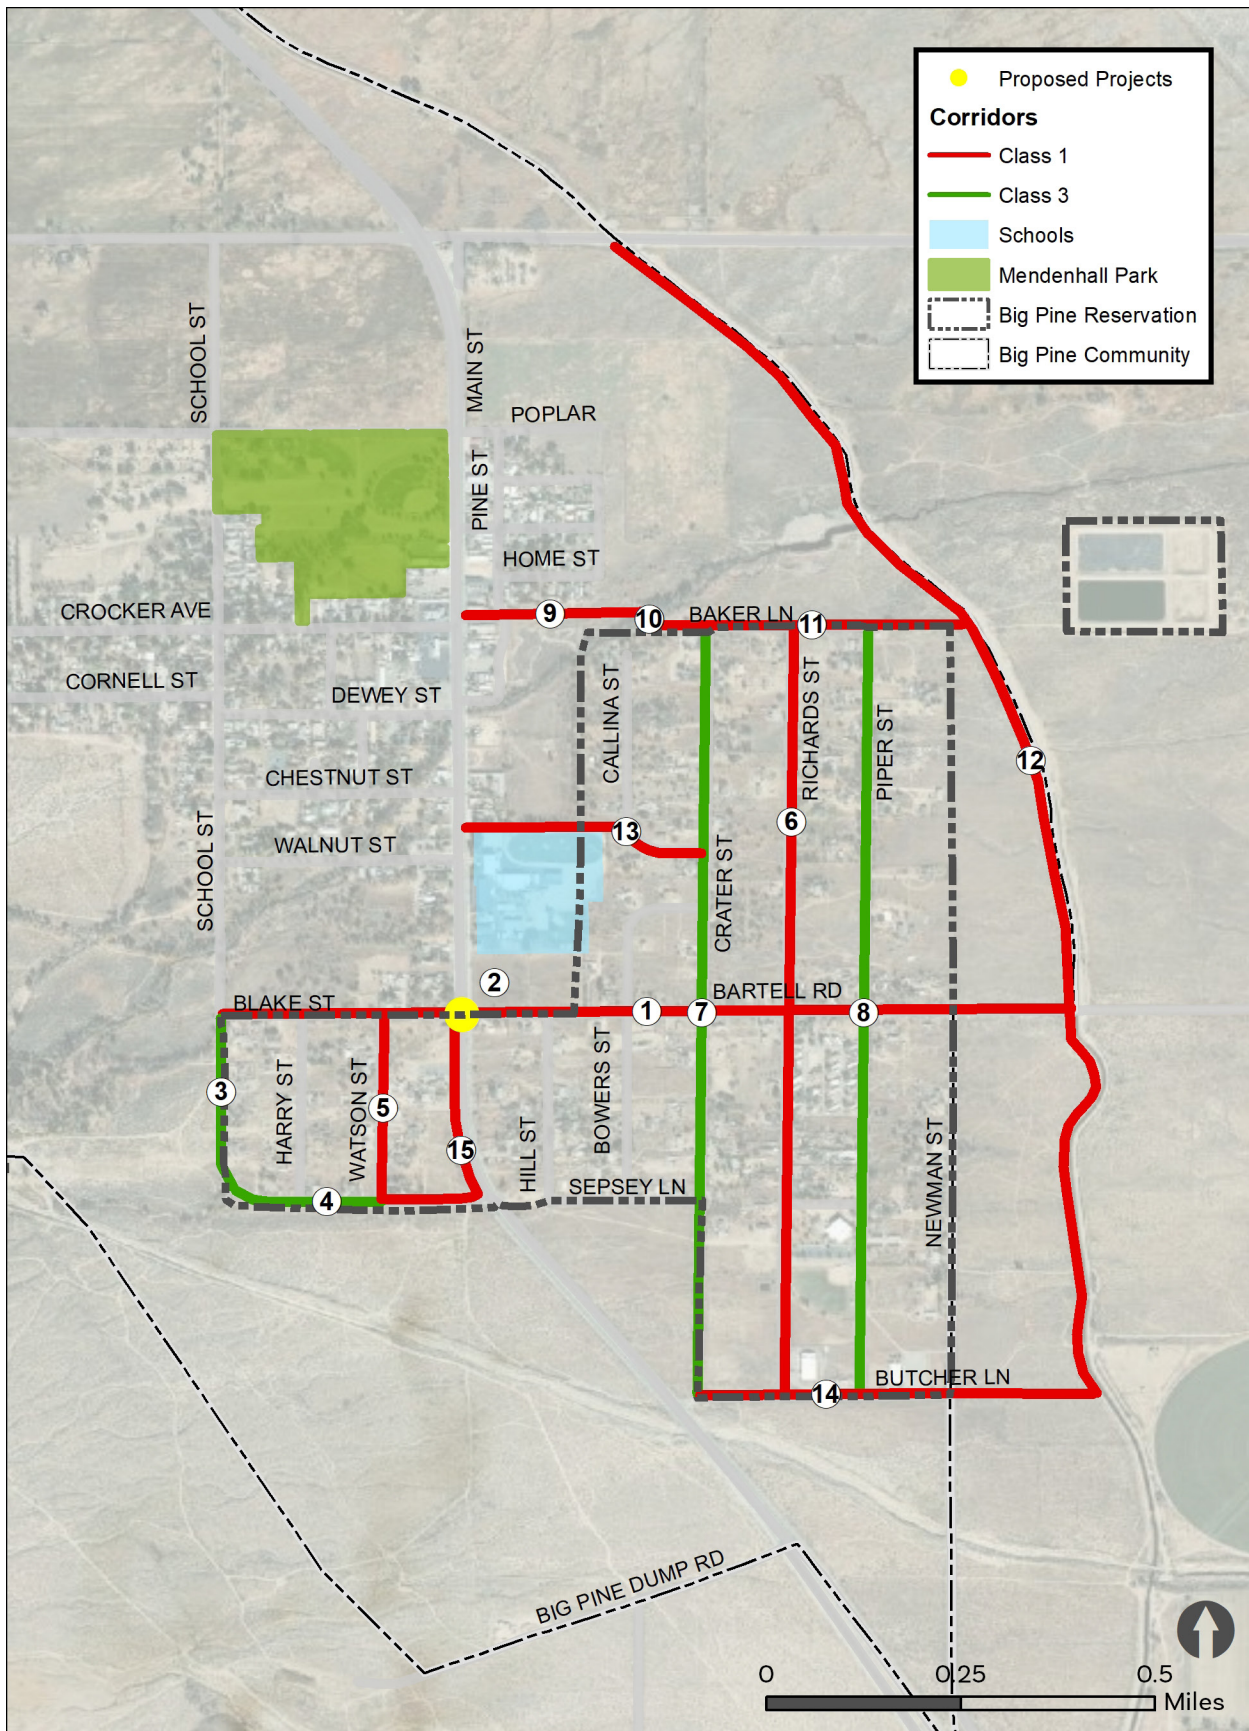 Proposed Projects
Corridors
Class 1
Class 3
Schools
Mendenhall Park
Big Pine Reservation
Big Pine Community
SCHOOL ST
MAIN ST
POPLAR
PINE ST
HOME ST
CROCKER AVE
9
10
BAKER LN
11
CORNELL ST
DEWEY ST
CALLINA ST
RICHARDS ST
PIPER ST
12
CHESTNUT ST
6
13
WALNUT ST
SCHOOL ST
CRATER ST
2
BLAKE ST
1
7
BARTELL RD
8
3
HARRY ST
WATSON ST
5
15
HILL ST
BOWERS ST
4
SEPSEY LN
NEWMAN ST
14
BUTCHER LN
BIG PINE DUMP RD
0 0.25 0.5
Miles